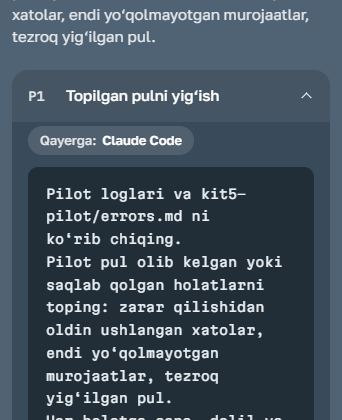 xatolar, endi yo‘qolmayotgan murojaatlar,
tezroq yig‘ilgan pul.
P1 Topilgan pulni yig‘ish
Qayerga: Claude Code
Pilot loglari va kit5-
pilot/errors.md ni
ko‘rib chiqing.
Pilot pul olib kelgan yoki
saqlab qolgan holatlarni
toping: zarar qilishidan
oldin ushlangan xatolar,
endi yo‘qolmayotgan
murojaatlar, tezroq
yig‘ilgan pul.